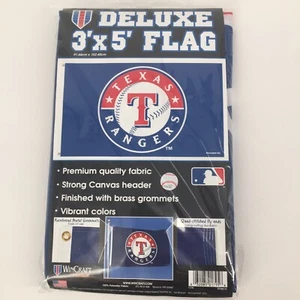 DELUXE
3'x 5' FLAG
TEXAS
T
RANGERS
TM
• Premium quality fabric
• Strong Canvas header
• Finished with brass grommets
• Vibrant colors
WINCRAFT